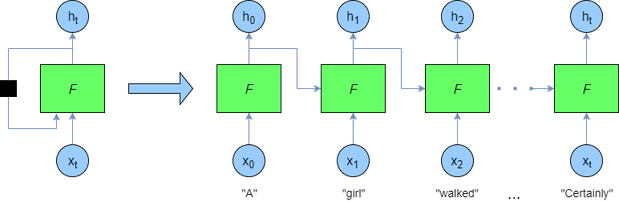 hₜ h₀ h₁ h₂ hₜ
F F F F F
xₜ x₀ x₁ x₂ xₜ
"A" "girl" "walked" ... "Certainly"